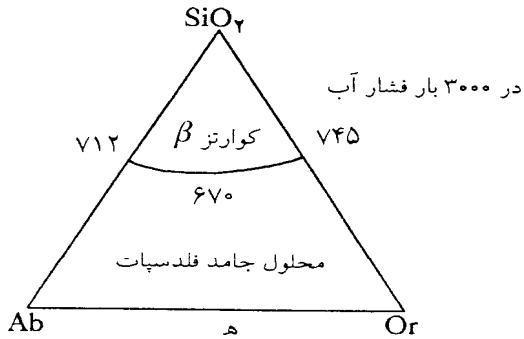 SiO۲
در ۳۰۰۰ بار فشار آب
۷۱۲
کوارتز β
۷۴۵
۶۷۰
محلول جامد فلدسپات
Ab
ه
Or